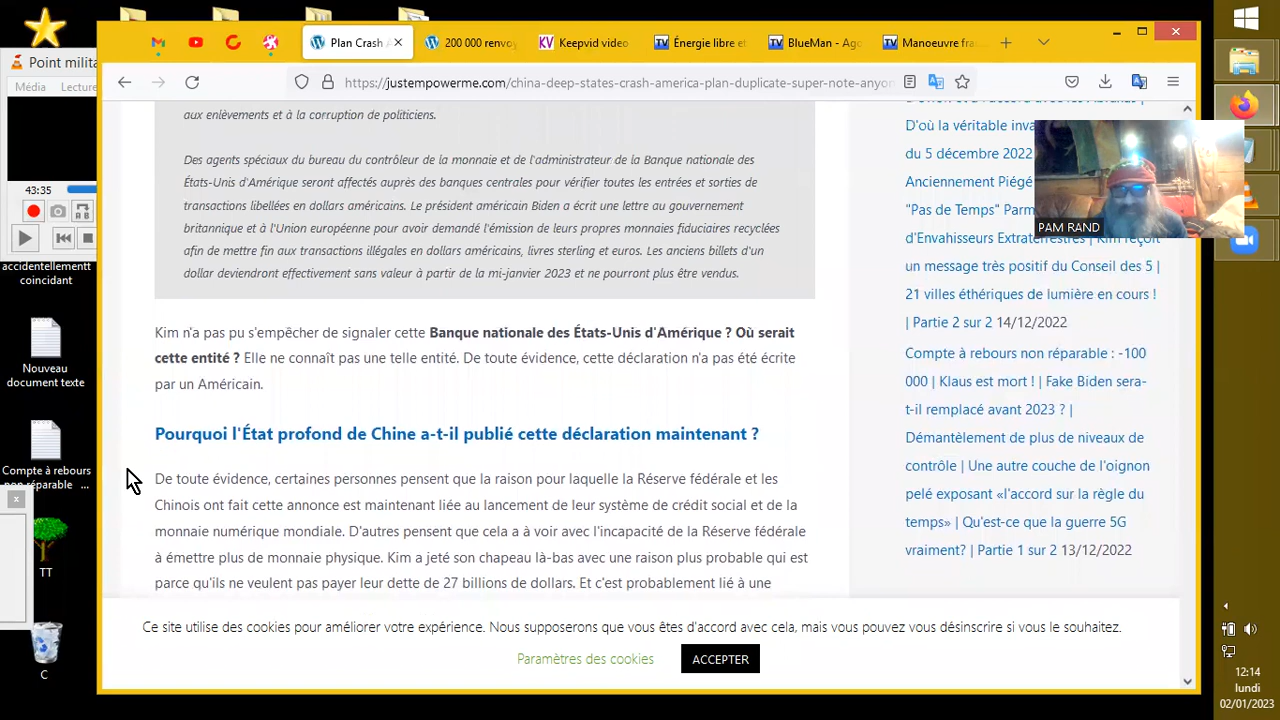 Plan Crash A
200 000 renvoy
Keepvid video
Énergie libre et
BlueMan - Ago
Manoeuvre fra
https://justempowerme.com/china-deep-states-crash-america-plan-duplicate-super-note-anyon
Point milita
Média Lecture
43:35
accidentellementt
coincidant
Nouveau
document texte
Compte à rebours
non réparable ...
TT
C
aux enlèvements et à la corruption de politiciens.
Des agents spéciaux du bureau du contrôleur de la monnaie et de l'administrateur de la Banque nationale des
États-Unis d'Amérique seront affectés auprès des banques centrales pour vérifier toutes les entrées et sorties de
transactions libellées en dollars américains. Le président américain Biden a écrit une lettre au gouvernement
britannique et à l'Union européenne pour avoir demandé l'émission de leurs propres monnaies fiduciaires recyclées
afin de mettre fin aux transactions illégales en dollars américains, livres sterling et euros. Les anciens billets d'un
dollar deviendront effectivement sans valeur à partir de la mi-janvier 2023 et ne pourront plus être vendus.
Kim n'a pas pu s'empêcher de signaler cette Banque nationale des États-Unis d'Amérique ? Où serait
cette entité ? Elle ne connaît pas une telle entité. De toute évidence, cette déclaration n'a pas été écrite
par un Américain.
Pourquoi l'État profond de Chine a-t-il publié cette déclaration maintenant ?
De toute évidence, certaines personnes pensent que la raison pour laquelle la Réserve fédérale et les
Chinois ont fait cette annonce est maintenant liée au lancement de leur système de crédit social et de la
monnaie numérique mondiale. D'autres pensent que cela a à voir avec l'incapacité de la Réserve fédérale
à émettre plus de monnaie physique. Kim a jeté son chapeau là-bas avec une raison plus probable qui est
parce qu'ils ne veulent pas payer leur dette de 27 billions de dollars. Et c'est probablement lié à une
D'où la véritable inva
du 5 décembre 2022
Anciennement Piégé
"Pas de Temps" Parm
d'Envahisseurs Extraterrestres | Kim reçoit
un message très positif du Conseil des 5 |
21 villes éthériques de lumière en cours !
| Partie 2 sur 2 14/12/2022
Compte à rebours non réparable : -100
000 | Klaus est mort ! | Fake Biden sera-
t-il remplacé avant 2023 ? |
Démantèlement de plus de niveaux de
contrôle | Une autre couche de l'oignon
pelé exposant «l'accord sur la règle du
temps» | Qu'est-ce que la guerre 5G
vraiment? | Partie 1 sur 2 13/12/2022
PAM RAND
Ce site utilise des cookies pour améliorer votre expérience. Nous supposerons que vous êtes d'accord avec cela, mais vous pouvez vous désinscrire si vous le souhaitez.
Paramètres des cookies
ACCEPTER
12:14
lundi
02/01/2023